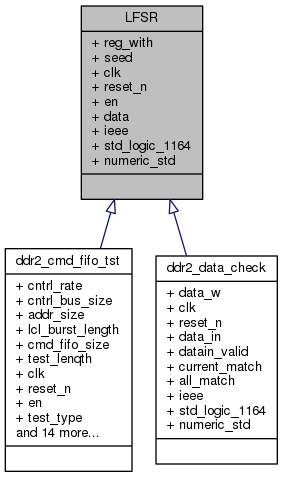 LFSR
+ reg_with
+ seed
+ clk
+ reset_n
+ en
+ data
+ ieee
+ std_logic_1164
+ numeric_std
ddr2_cmd_fifo_tst
+ cntrl_rate
+ cntrl_bus_size
+ addr_size
+ lcl_burst_length
+ cmd_fifo_size
+ test_length
+ clk
+ reset_n
+ en
+ test_type
and 14 more...
ddr2_data_check
+ data_w
+ clk
+ reset_n
+ data_in
+ datain_valid
+ current_match
+ all_match
+ ieee
+ std_logic_1164
+ numeric_std